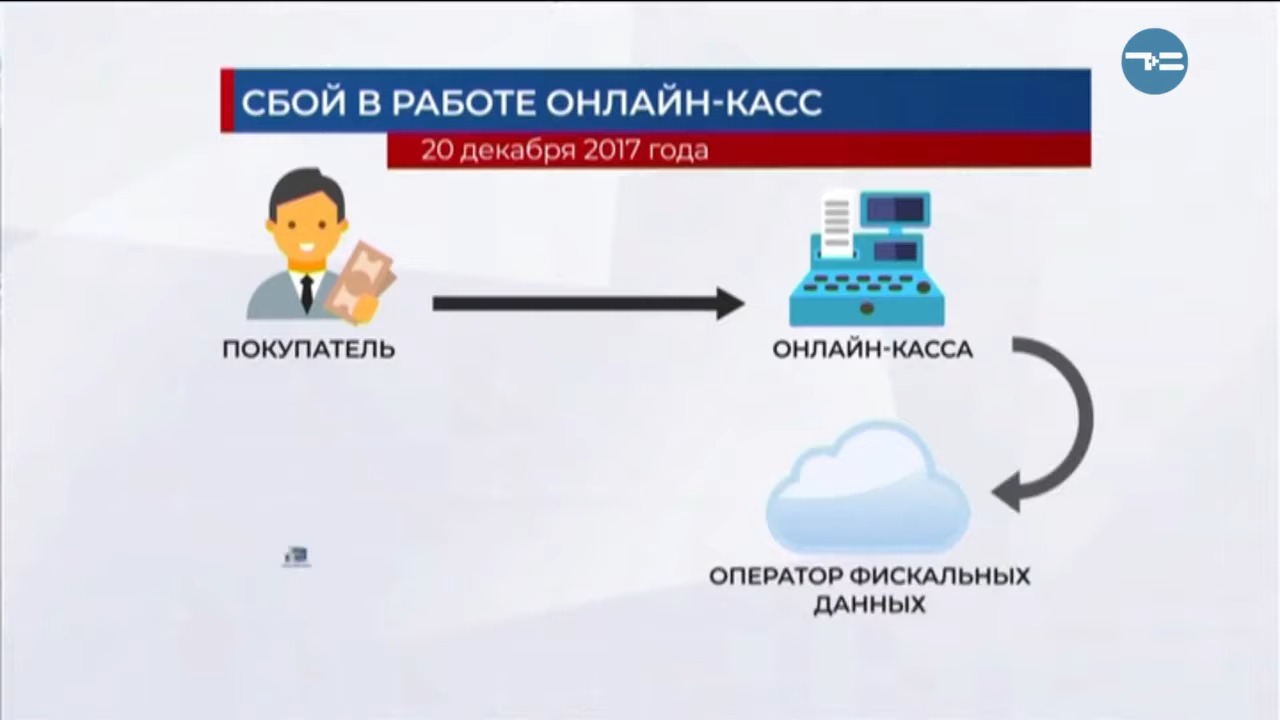 СБОЙ В РАБОТЕ ОНЛАЙН-КАСС
20 декабря 2017 года
ПОКУПАТЕЛЬ
ОНЛАЙН-КАССА
ОПЕРАТОР ФИСКАЛЬНЫХ
ДАННЫХ